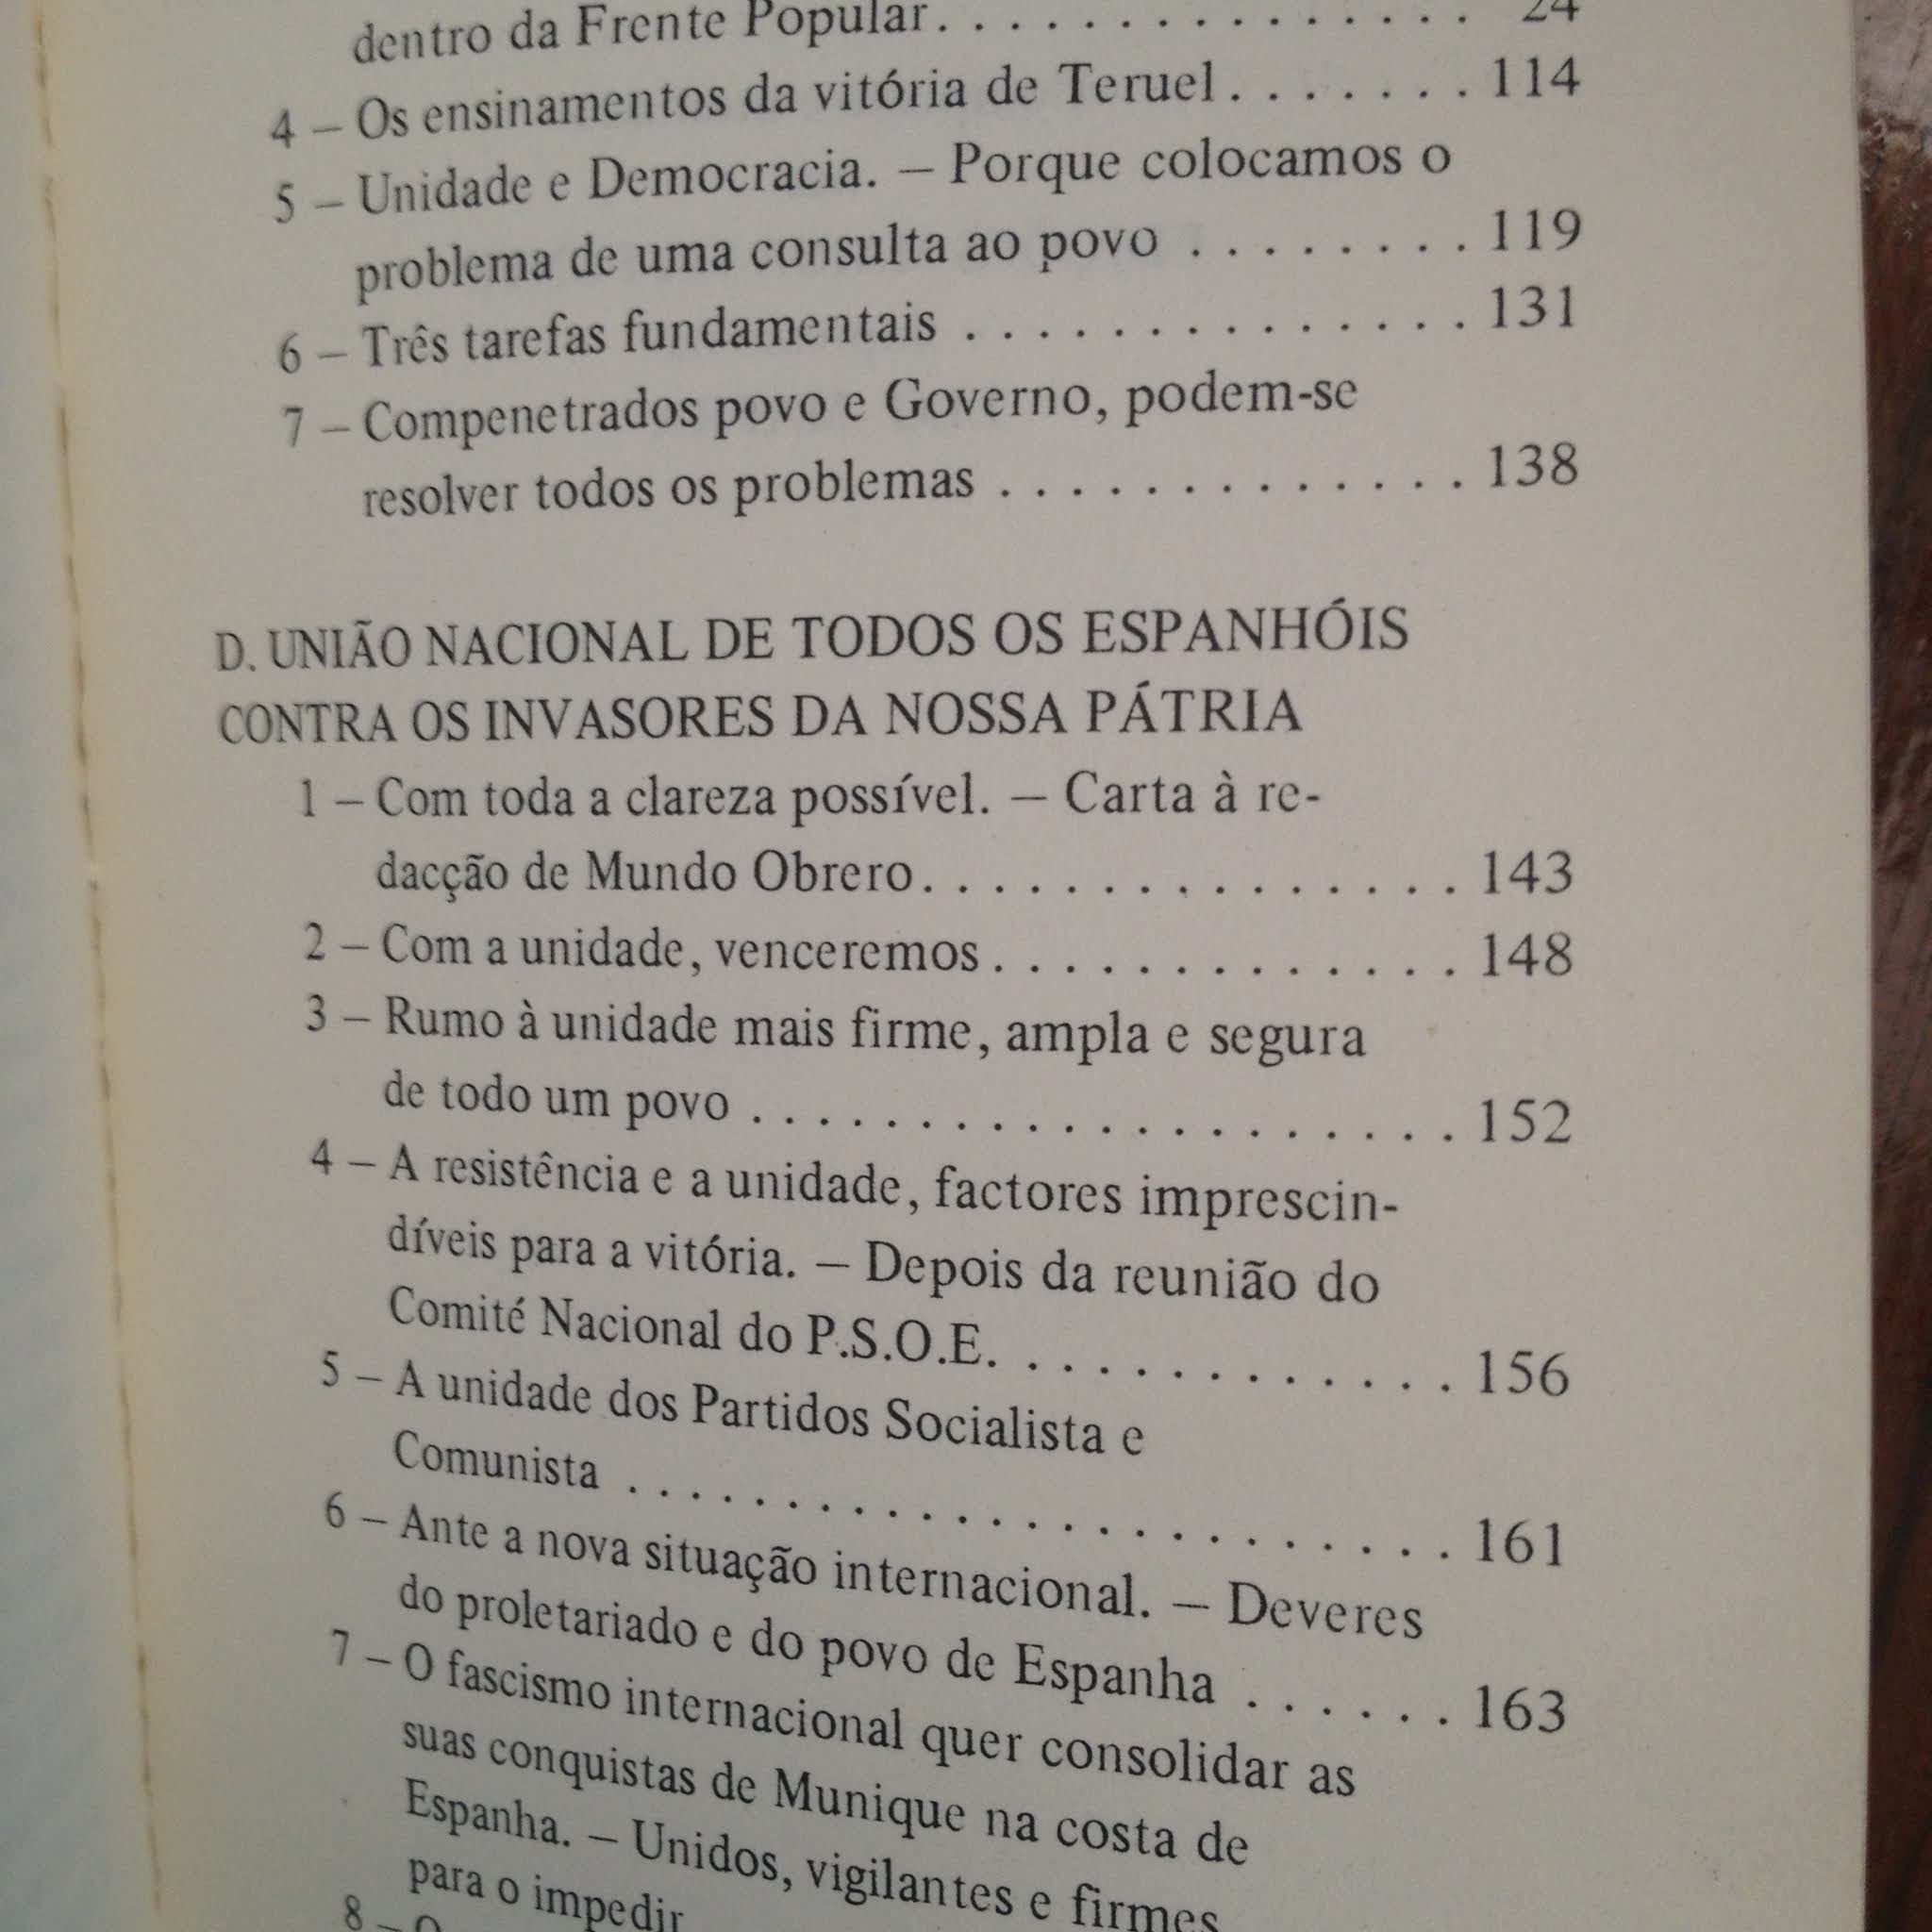 dentro da Frente Popular. . . . . . . . . . . . . . . 24
4 – Os ensinamentos da vitória de Teruel. . . . . . . 114
5 – Unidade e Democracia. – Porque colocamos o
problema de uma consulta ao povo . . . . . . . . 119
6 – Três tarefas fundamentais . . . . . . . . . . . . . . 131
7 – Compenetrados povo e Governo, podem-se
resolver todos os problemas . . . . . . . . . . . . . 138
D. UNIÃO NACIONAL DE TODOS OS ESPANHÓIS
CONTRA OS INVASORES DA NOSSA PÁTRIA
1 – Com toda a clareza possível. – Carta à re-
dacção de Mundo Obrero. . . . . . . . . . . . . . . 143
2 – Com a unidade, venceremos. . . . . . . . . . . . . 148
3 – Rumo à unidade mais firme, ampla e segura
de todo um povo . . . . . . . . . . . . . . . . . . . . 152
4 – A resistência e a unidade, factores imprescin-
díveis para a vitória. – Depois da reunião do
Comité Nacional do P.S.O.E. . . . . . . . . . . . . 156
5 – A unidade dos Partidos Socialista e
Comunista . . . . . . . . . . . . . . . . . . . . . . . . 161
6 – Ante a nova situação internacional. – Deveres
do proletariado e do povo de Espanha . . . . . . 163
7 – O fascismo internacional quer consolidar as
suas conquistas de Munique na costa de
Espanha. – Unidos, vigilantes e firmes
para o impedir
8 – O